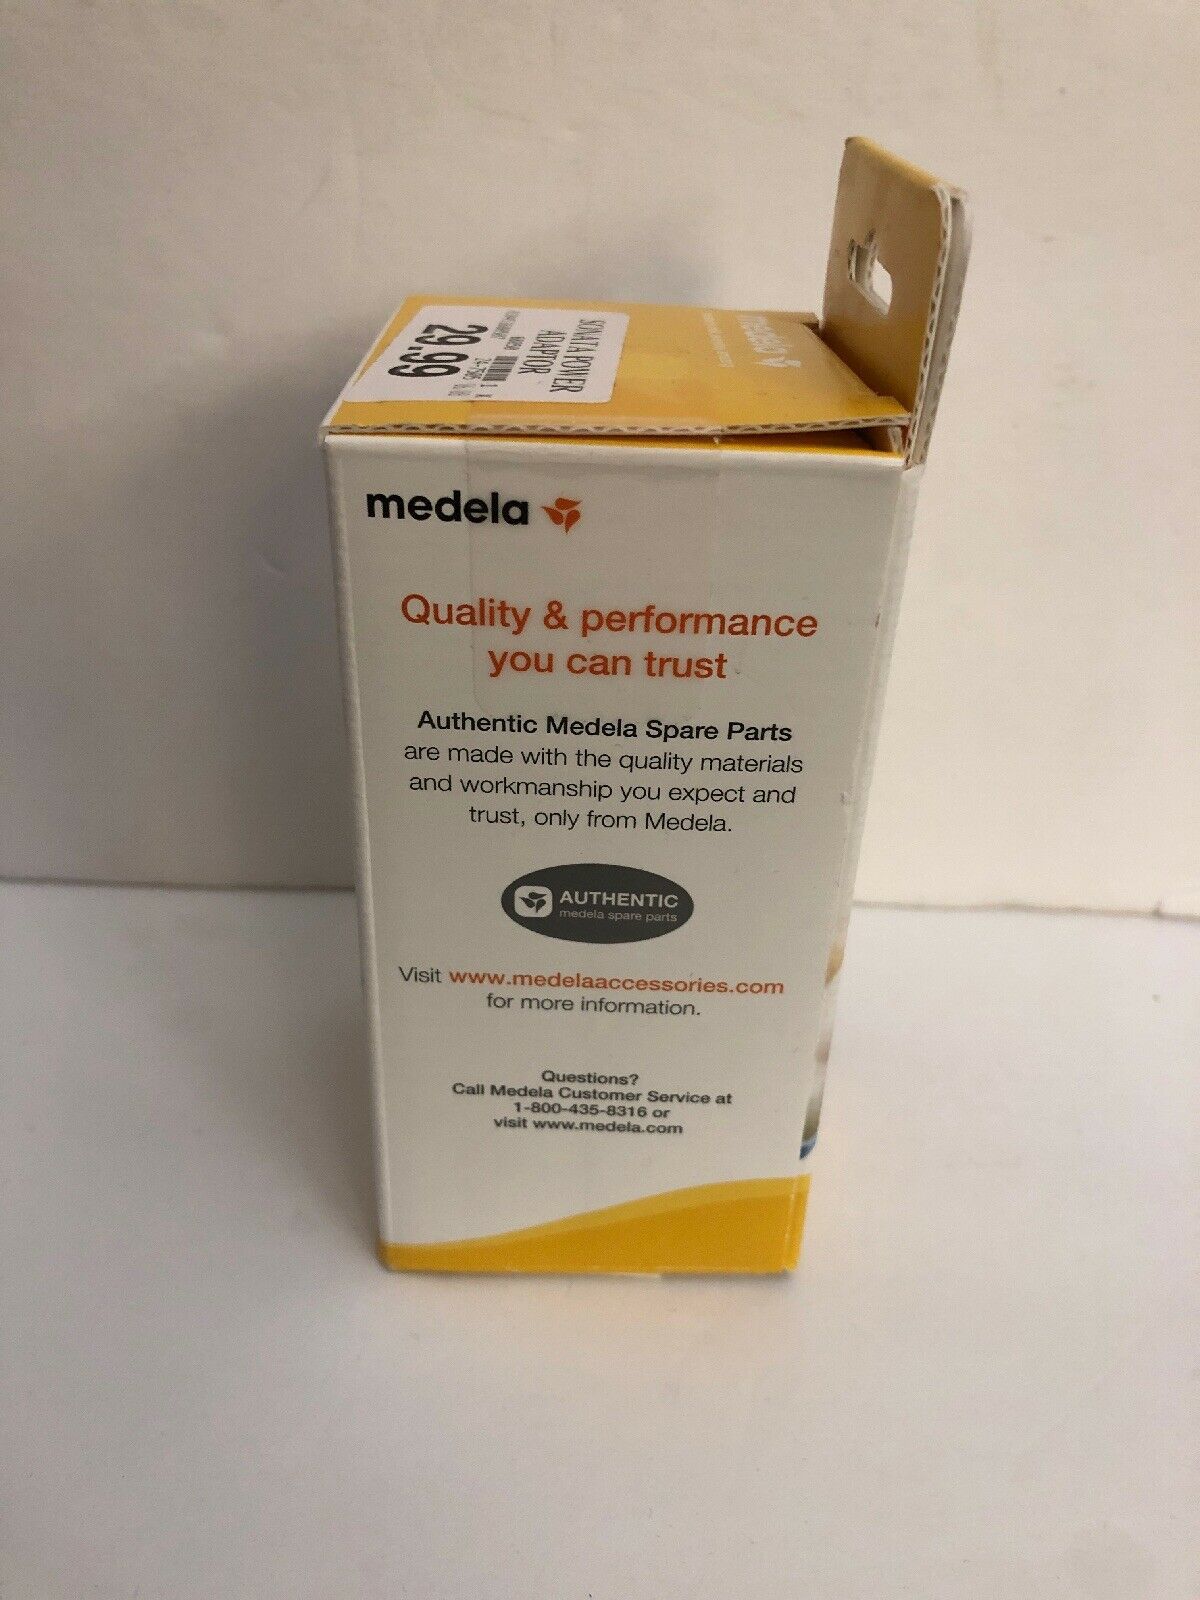 SONATA POWER
ADAPTOR
29.99
medela
medela
Quality & performance
you can trust
Authentic Medela Spare Parts
are made with the quality materials
and workmanship you expect and
trust, only from Medela.
AUTHENTIC
medela spare parts
Visit www.medelaaccessories.com
for more information.
Questions?
Call Medela Customer Service at
1-800-435-8316 or
visit www.medela.com